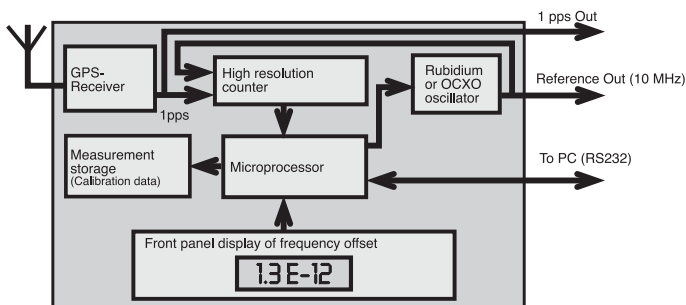 1 pps Out
GPS-
Receiver
High resolution
counter
Rubidium
or OCXO
oscillator
Reference Out (10 MHz)
1pps
Measurement
storage
(Calibration data)
Microprocessor
To PC (RS232)
Front panel display of frequency offset
1.3E-12